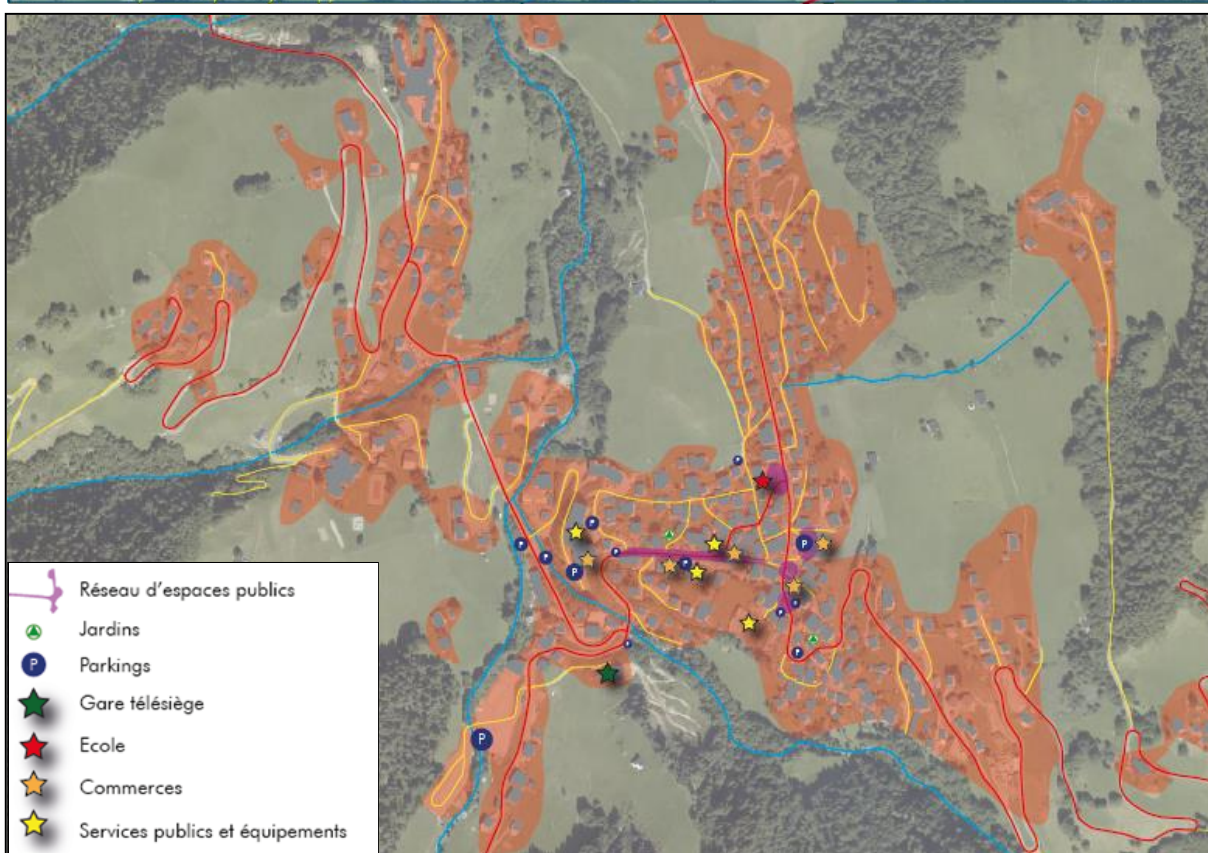 Réseau d'espaces publics
Jardins
P Parkings
Gare télésiège
Ecole
Commerces
Services publics et équipements
P
P
P
P
P
P
P
P
P
P
P
P
P
P